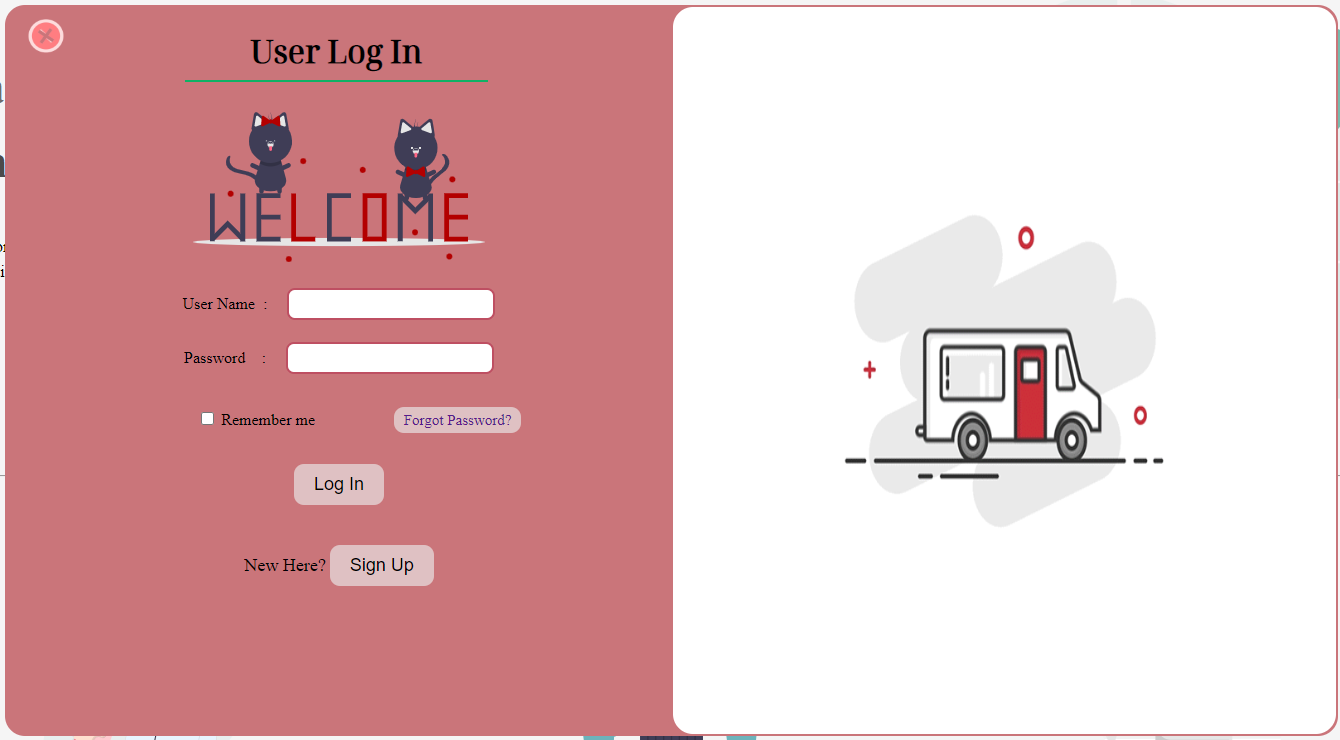 User Log In
WELCOME
User Name :
Password :
Remember me
Forgot Password?
Log In
New Here? Sign Up